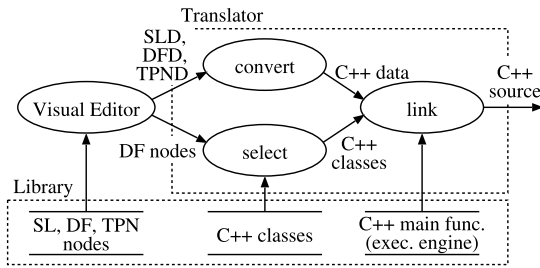 Translator
SLD,
DFD,
TPND
convert
C++ data
C++
source
Visual Editor
link
DF nodes
select
C++
classes
Library
SL, DF, TPN
nodes
C++ classes
C++ main func.
(exec. engine)